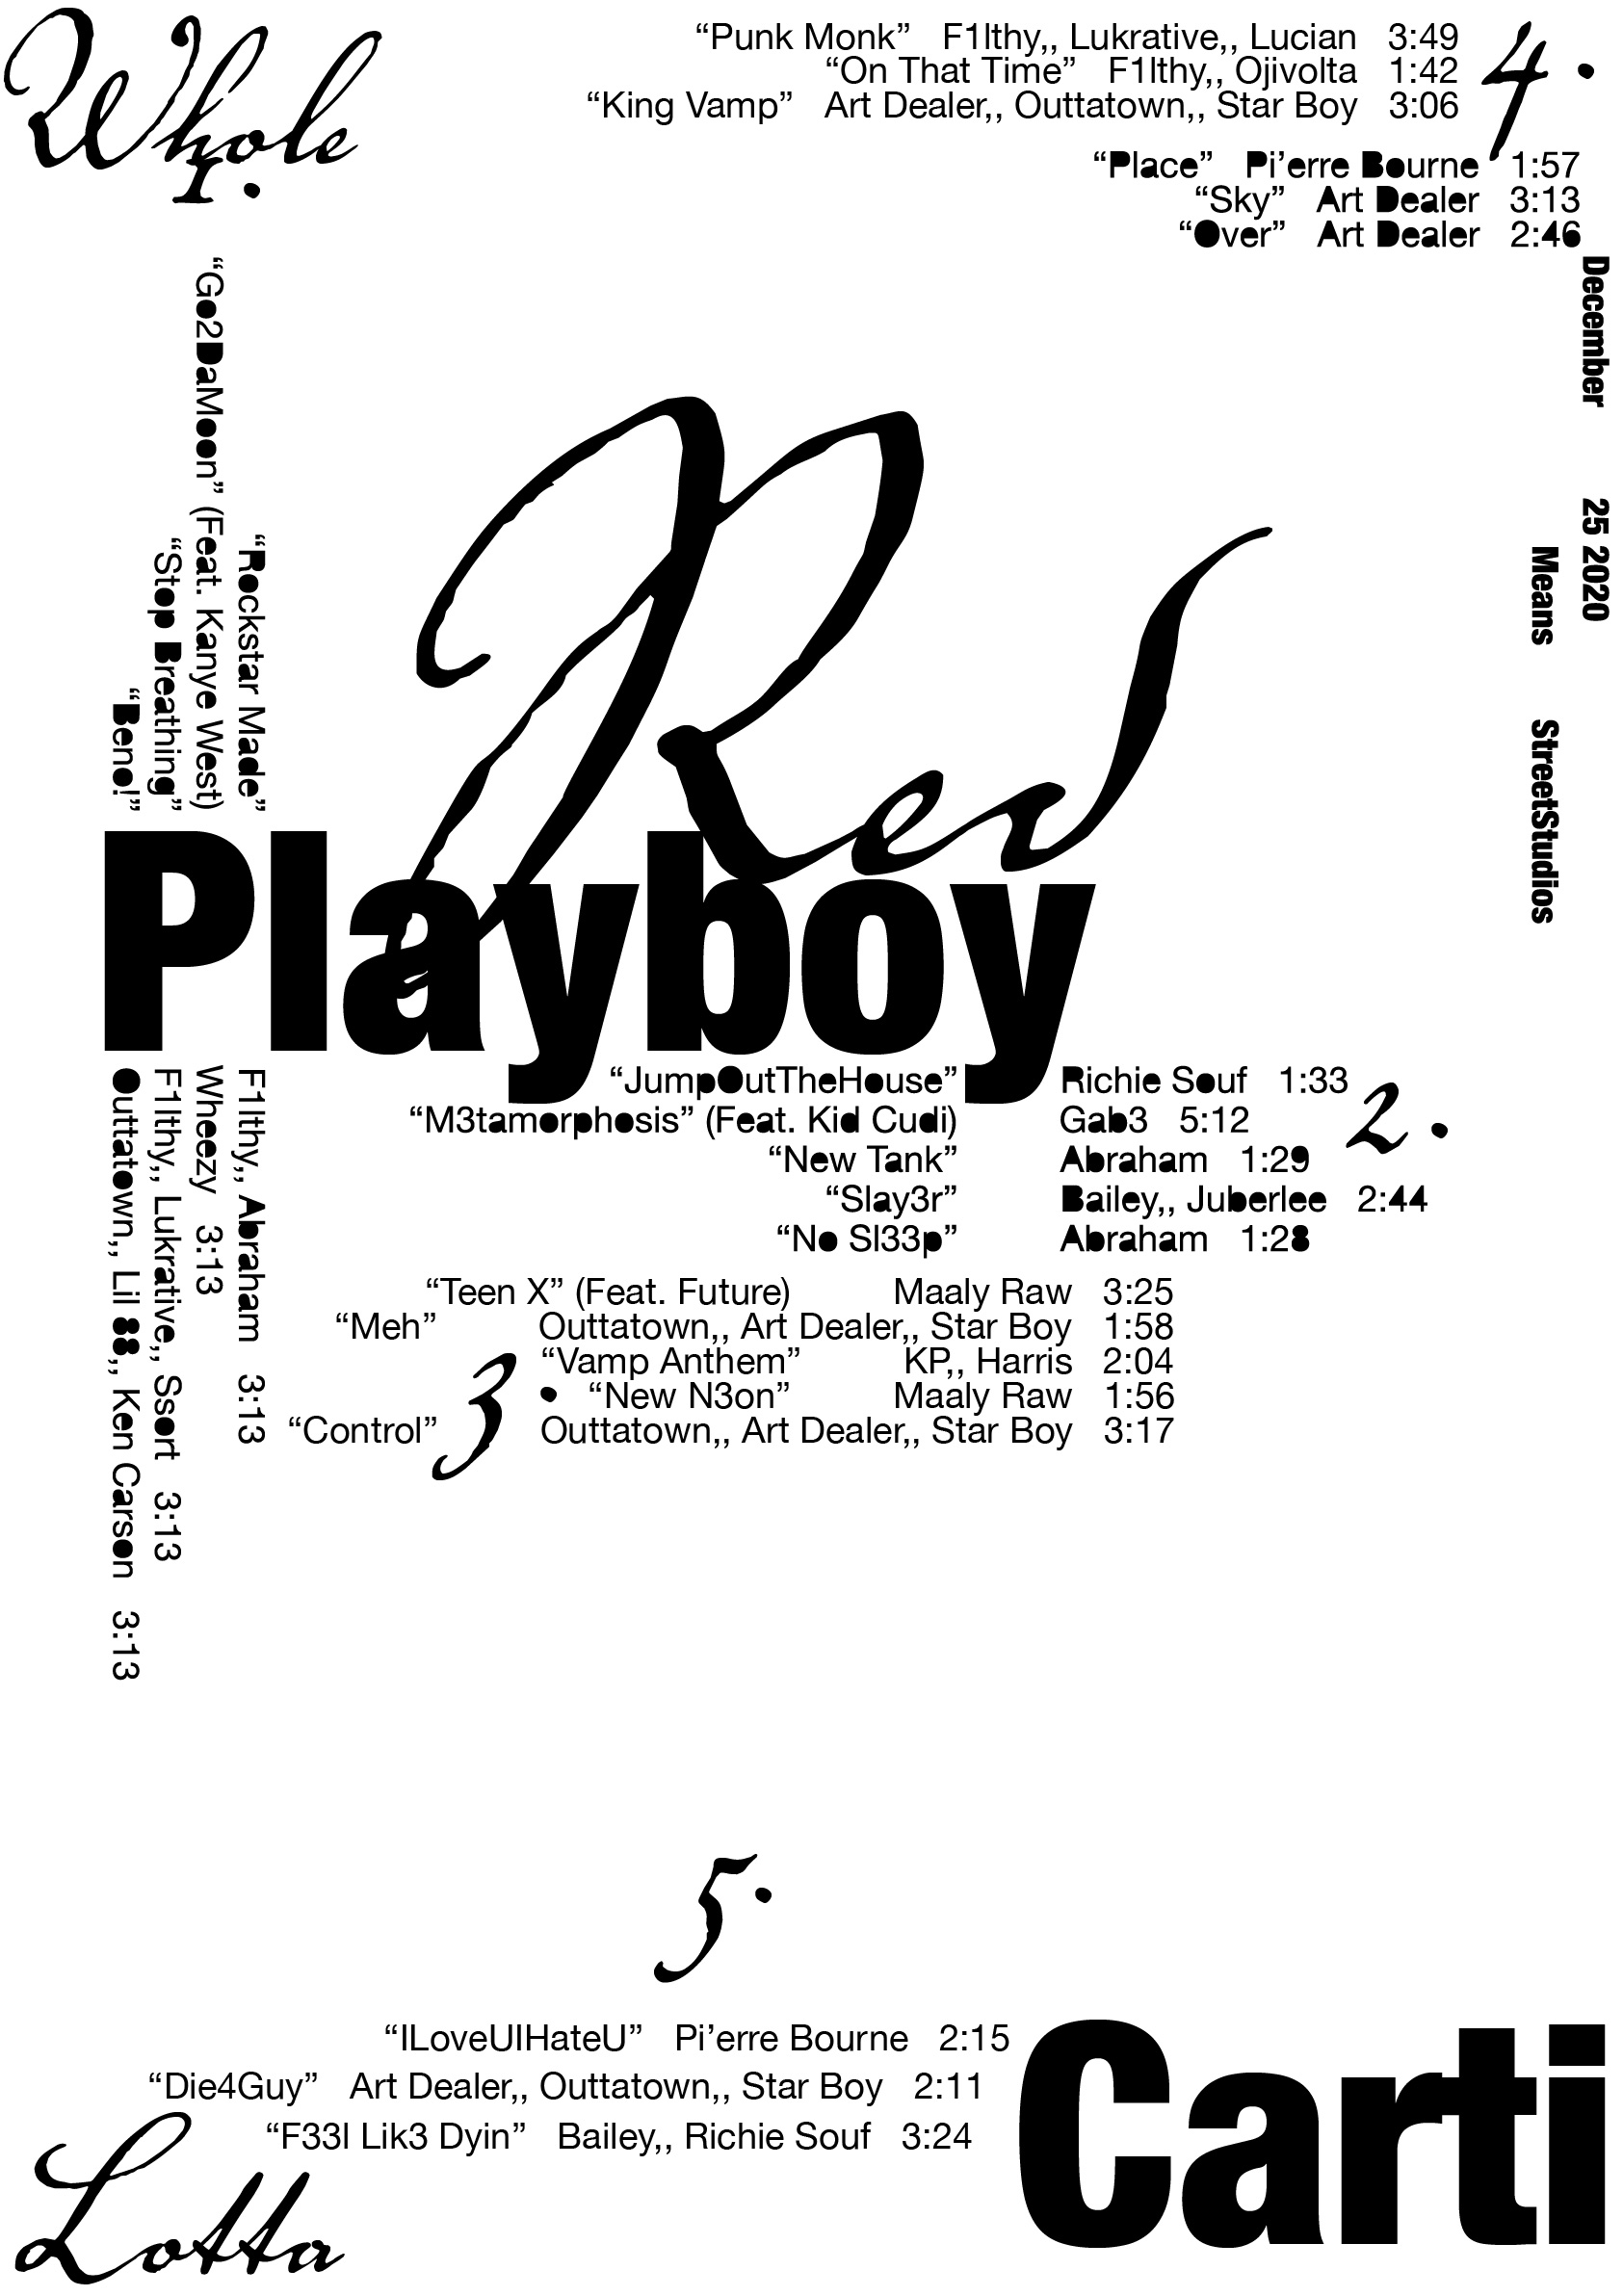 Whole
1.
“Punk Monk” F1lthy,, Lukrative,, Lucian 3:49
“On That Time” F1lthy,, Ojivolta 1:42
“King Vamp” Art Dealer,, Outtatown,, Star Boy 3:06
4.
“Place” Pi’erre Bourne 1:57
“Sky” Art Dealer 3:13
“Over” Art Dealer 2:46
December 25 2020
Means StreetStudios
“Rockstar Made”
“Go2DaMoon” (Feat. Kanye West)
“Stop Breathing”
“Beno!”
Red
Playboy
F1lthy,, Abraham 3:13
Wheezy 3:13
F1lthy,, Lukrative,, Ssort 3:13
Outtatown,, Lil 88,, Ken Carson 3:13
“JumpOutTheHouse” Richie Souf 1:33
“M3tamorphosis” (Feat. Kid Cudi) Gab3 5:12
2.
“New Tank” Abraham 1:29
“Slay3r” Bailey,, Juberlee 2:44
“No Sl33p” Abraham 1:28
“Teen X” (Feat. Future) Maaly Raw 3:25
“Meh” Outtatown,, Art Dealer,, Star Boy 1:58
“Vamp Anthem” KP,, Harris 2:04
3.
“New N3on” Maaly Raw 1:56
“Control” Outtatown,, Art Dealer,, Star Boy 3:17
5.
“ILoveUIHateU” Pi’erre Bourne 2:15
“Die4Guy” Art Dealer,, Outtatown,, Star Boy 2:11
“F33l Lik3 Dyin” Bailey,, Richie Souf 3:24
Lotta
Carti